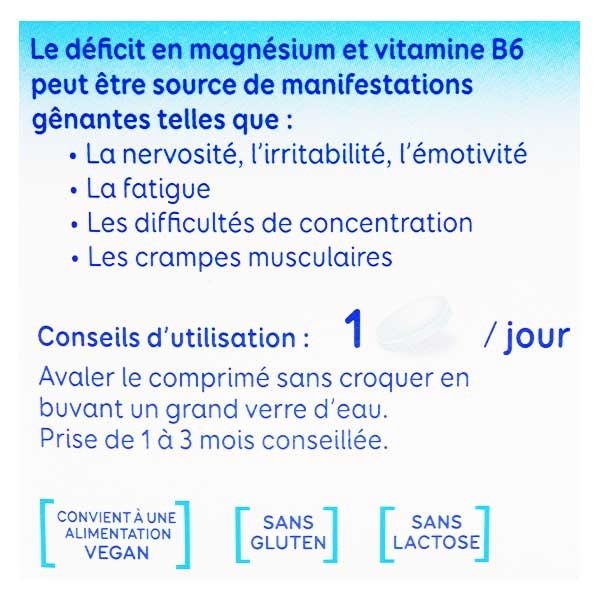 Le déficit en magnésium et vitamine B6
peut être source de manifestations
gênantes telles que :
• La nervosité, l'irritabilité, l'émotivité
• La fatigue
• Les difficultés de concentration
• Les crampes musculaires
Conseils d'utilisation : 1 / jour
Avaler le comprimé sans croquer en
buvant un grand verre d'eau.
Prise de 1 à 3 mois conseillée.
CONVIENT À UNE
ALIMENTATION
VEGAN
SANS
GLUTEN
SANS
LACTOSE